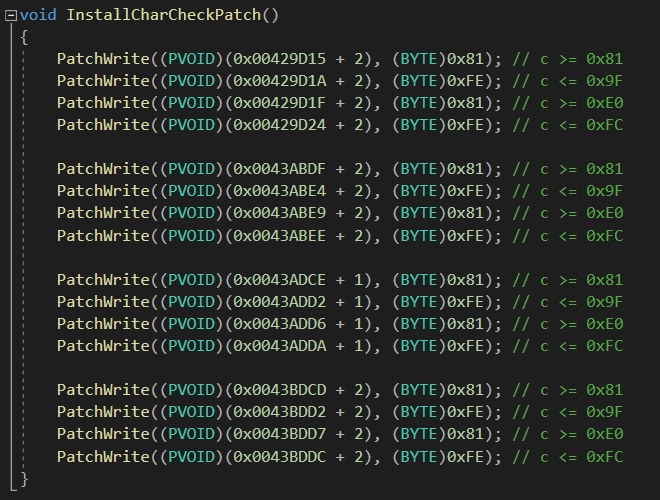 void InstallCharCheckPatch()
{
    PatchWrite((PVOID)(0x00429D15 + 2), (BYTE)0x81); // c >= 0x81
    PatchWrite((PVOID)(0x00429D1A + 2), (BYTE)0xFE); // c <= 0x9F
    PatchWrite((PVOID)(0x00429D1F + 2), (BYTE)0x81); // c >= 0xE0
    PatchWrite((PVOID)(0x00429D24 + 2), (BYTE)0xFE); // c <= 0xFC

    PatchWrite((PVOID)(0x0043ABDF + 2), (BYTE)0x81); // c >= 0x81
    PatchWrite((PVOID)(0x0043ABE4 + 2), (BYTE)0xFE); // c <= 0x9F
    PatchWrite((PVOID)(0x0043ABE9 + 2), (BYTE)0x81); // c >= 0xE0
    PatchWrite((PVOID)(0x0043ABEE + 2), (BYTE)0xFE); // c <= 0xFC

    PatchWrite((PVOID)(0x0043ADCE + 1), (BYTE)0x81); // c >= 0x81
    PatchWrite((PVOID)(0x0043ADD2 + 1), (BYTE)0xFE); // c <= 0x9F
    PatchWrite((PVOID)(0x0043ADD6 + 1), (BYTE)0x81); // c >= 0xE0
    PatchWrite((PVOID)(0x0043ADDA + 1), (BYTE)0xFE); // c <= 0xFC

    PatchWrite((PVOID)(0x0043BDCD + 2), (BYTE)0x81); // c >= 0x81
    PatchWrite((PVOID)(0x0043BDD2 + 2), (BYTE)0xFE); // c <= 0x9F
    PatchWrite((PVOID)(0x0043BDD7 + 2), (BYTE)0x81); // c >= 0xE0
    PatchWrite((PVOID)(0x0043BDDC + 2), (BYTE)0xFE); // c <= 0xFC
}